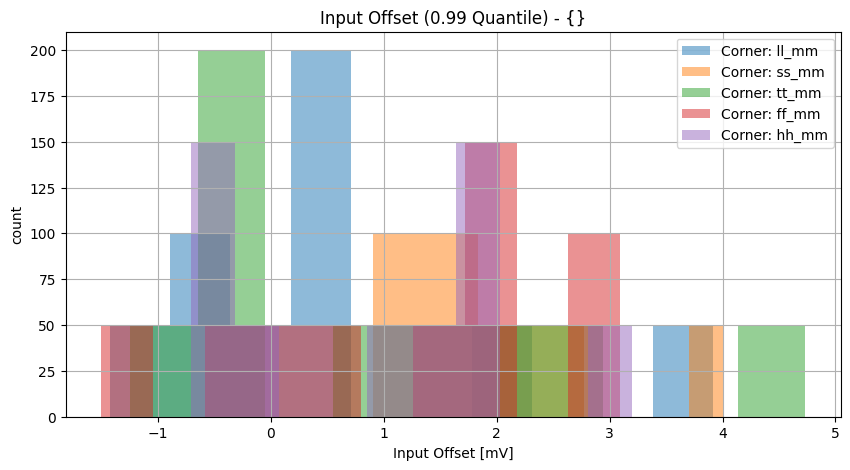 Input Offset (0.99 Quantile) - {}
Corner: ll_mm
Corner: ss_mm
Corner: tt_mm
Corner: ff_mm
Corner: hh_mm
count
200
175
150
125
100
75
50
25
0
−1
0
1
2
3
4
5
Input Offset [mV]